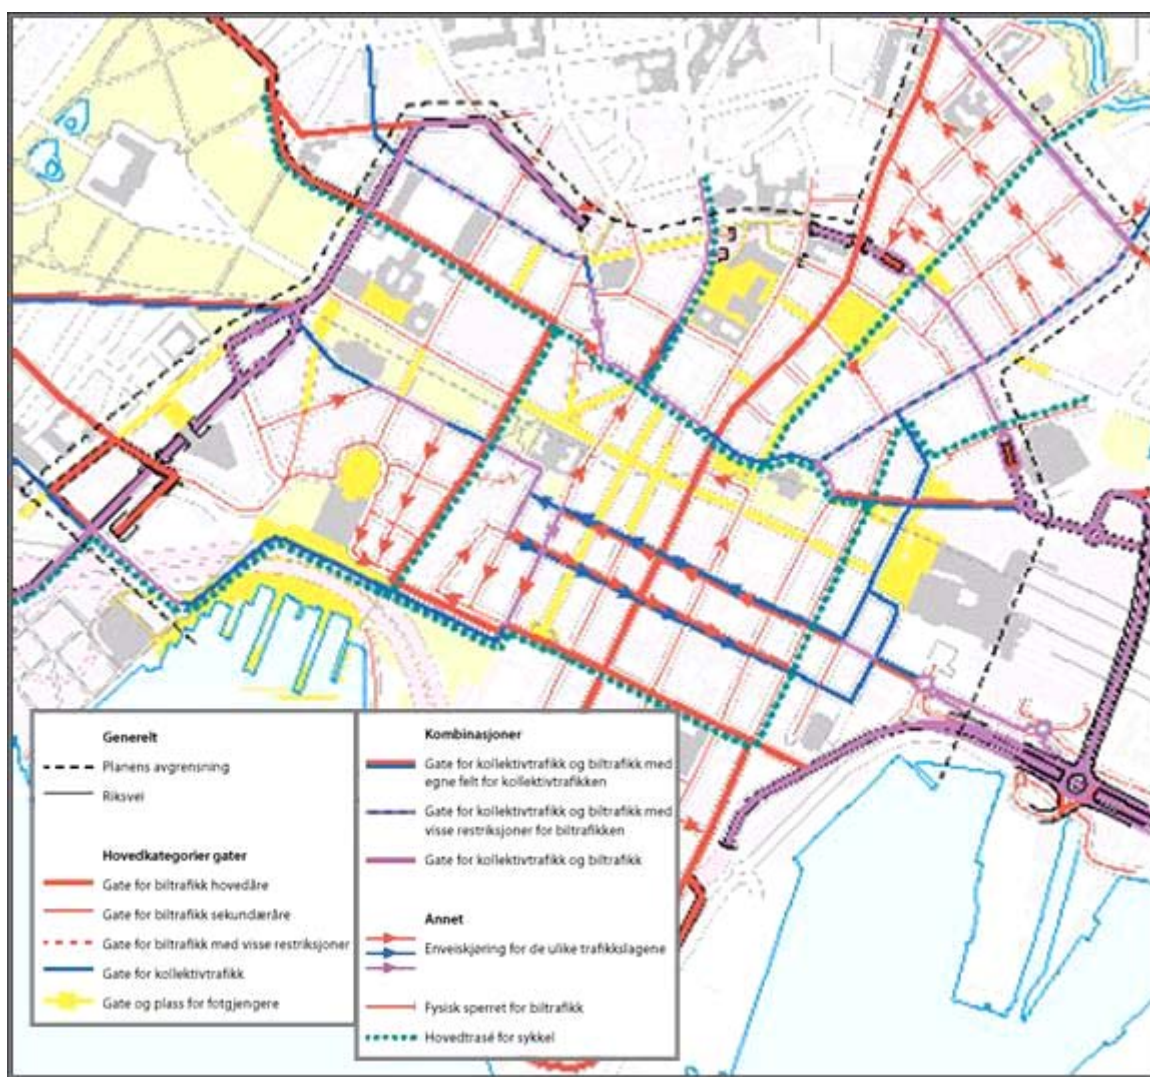 Generelt
Planens avgrensning
Riksvei
Hovedkategorier gater
Gate for biltrafikk hovedåre
Gate for biltrafikk sekundæråre
Gate for biltrafikk med visse restriksjoner
Gate for kollektivtrafikk
Gate og plass for fotgjengere
Kombinasjoner
Gate for kollektivtrafikk og biltrafikk med
egne felt for kollektivtrafikken
Gate for kollektivtrafikk og biltrafikk med
visse restriksjoner for biltrafikken
Gate for kollektivtrafikk og biltrafikk
Annet
Enveiskjøring for de ulike trafikkslagene
Fysisk sperret for biltrafikk
Hovedtrasé for sykkel